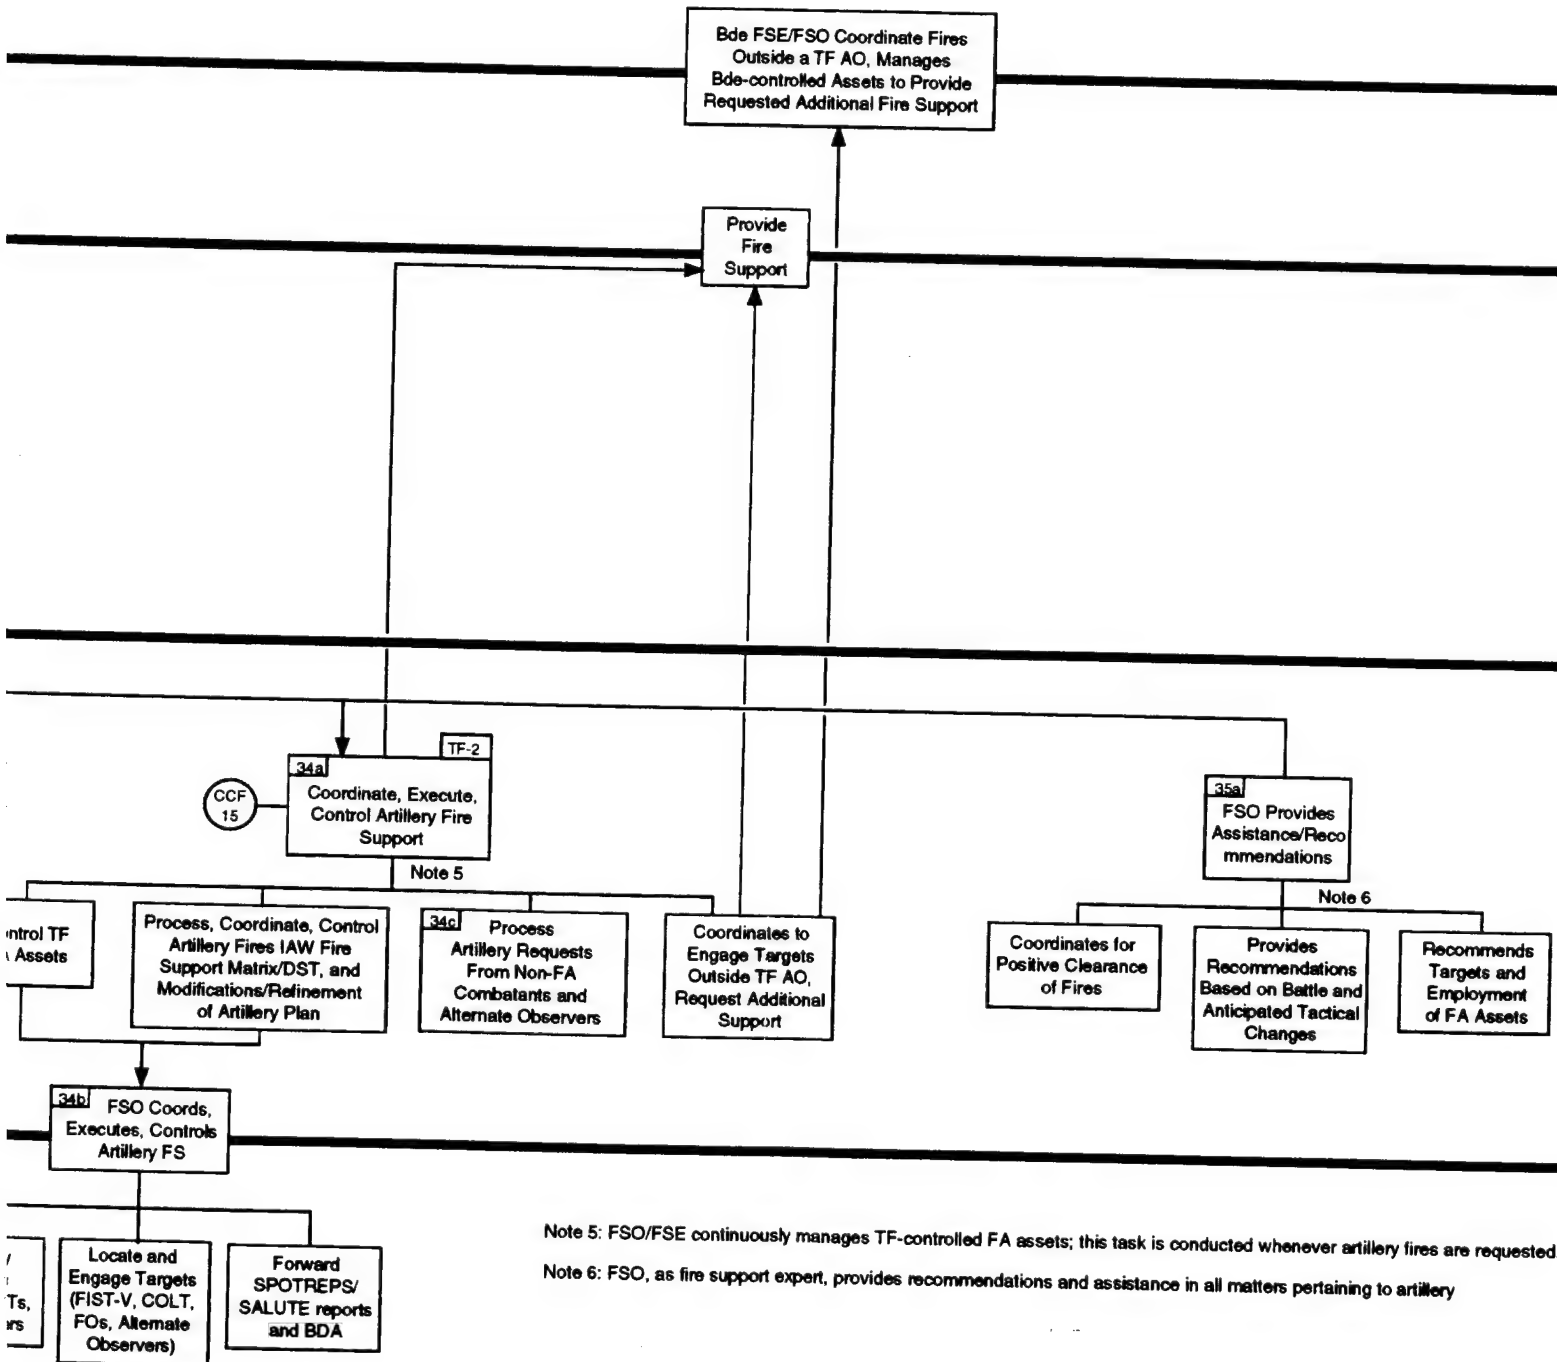 Bde FSE/FSO Coordinate Fires
Outside a TF AO, Manages
Bde-controlled Assets to Provide
Requested Additional Fire Support
Provide
Fire
Support
TF-2
34a
Coordinate, Execute,
Control Artillery Fire
Support
CCF
15
Note 5
35a
FSO Provides
Assistance/Reco
mmendations
Note 6
ntrol TF
Assets
Process, Coordinate, Control
Artillery Fires IAW Fire
Support Matrix/DST, and
Modifications/Refinement
of Artillery Plan
34c
Process
Artillery Requests
From Non-FA
Combatants and
Alternate Observers
Coordinates to
Engage Targets
Outside TF AO,
Request Additional
Support
Coordinates for
Positive Clearance
of Fires
Provides
Recommendations
Based on Battle and
Anticipated Tactical
Changes
Recommends
Targets and
Employment
of FA Assets
34b
FSO Coords,
Executes, Controls
Artillery FS
Ts,
rs
Locate and
Engage Targets
(FIST-V, COLT,
FOs, Alternate
Observers)
Forward
SPOTREPS/
SALUTE reports
and BDA
Note 5: FSO/FSE continuously manages TF-controlled FA assets; this task is conducted whenever artillery fires are requested
Note 6: FSO, as fire support expert, provides recommendations and assistance in all matters pertaining to artillery